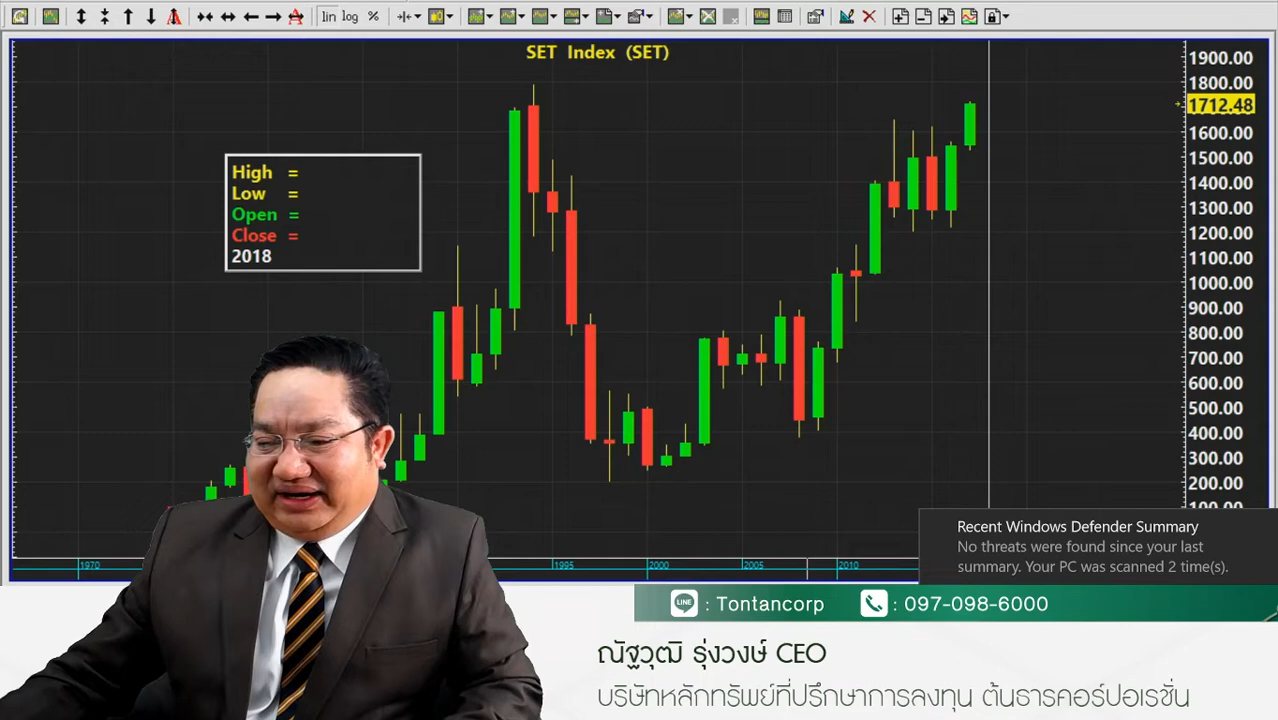 lin log %
SET Index (SET)
1900.00
1800.00
1712.48
1600.00
1500.00
1400.00
1300.00
1200.00
1100.00
1000.00
900.00
800.00
700.00
600.00
500.00
400.00
300.00
200.00
High =
Low =
Open =
Close =
2018
1970 1995 2000 2005 2010
Recent Windows Defender Summary
No threats were found since your last
summary. Your PC was scanned 2 time(s).
LINE : Tontancorp : 097-098-6000
ณัฐวุฒิ รุ่งวงษ์ CEO
บริษัทหลักทรัพย์ที่ปรึกษาการลงทุน ต้นธารคอร์ปอเรชั่น